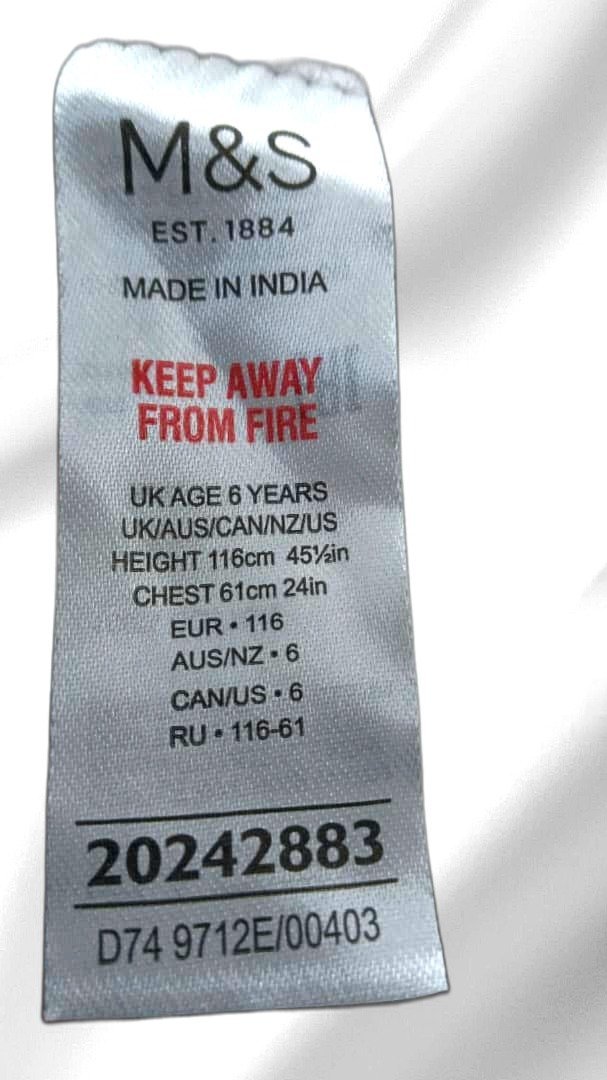 M&S
EST. 1884
MADE IN INDIA
KEEP AWAY
FROM FIRE
UK AGE 6 YEARS
UK/AUS/CAN/NZ/US
HEIGHT 116cm 45½in
CHEST 61cm 24in
EUR • 116
AUS/NZ • 6
CAN/US • 6
RU • 116-61
20242883
D74 9712E/00403